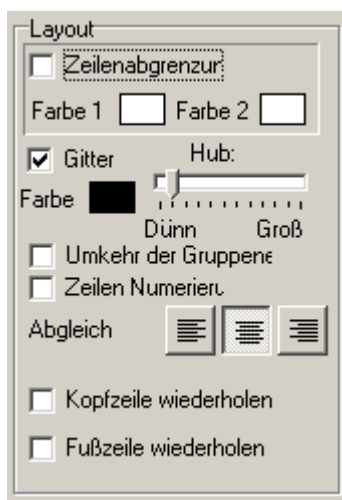 Layout
Zeilenabgrenzur
Farbe 1 Farbe 2
Gitter Hub:
Farbe
Dünn Groß
Umkehr der Gruppene
Zeilen Numeriert
Abgleich
Kopfzeile wiederholen
Fußzeile wiederholen